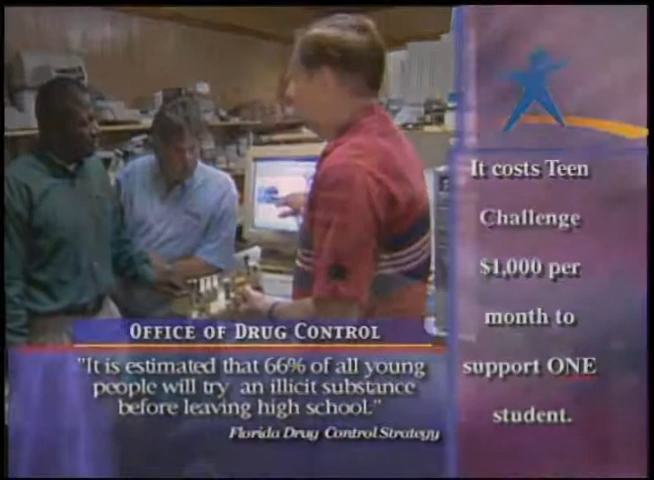 It costs Teen
Challenge
$1,000 per
month to
support ONE
student.
OFFICE OF DRUG CONTROL
"It is estimated that 66% of all young
people will try an illicit substance
before leaving high school."
Florida Drug Control Strategy